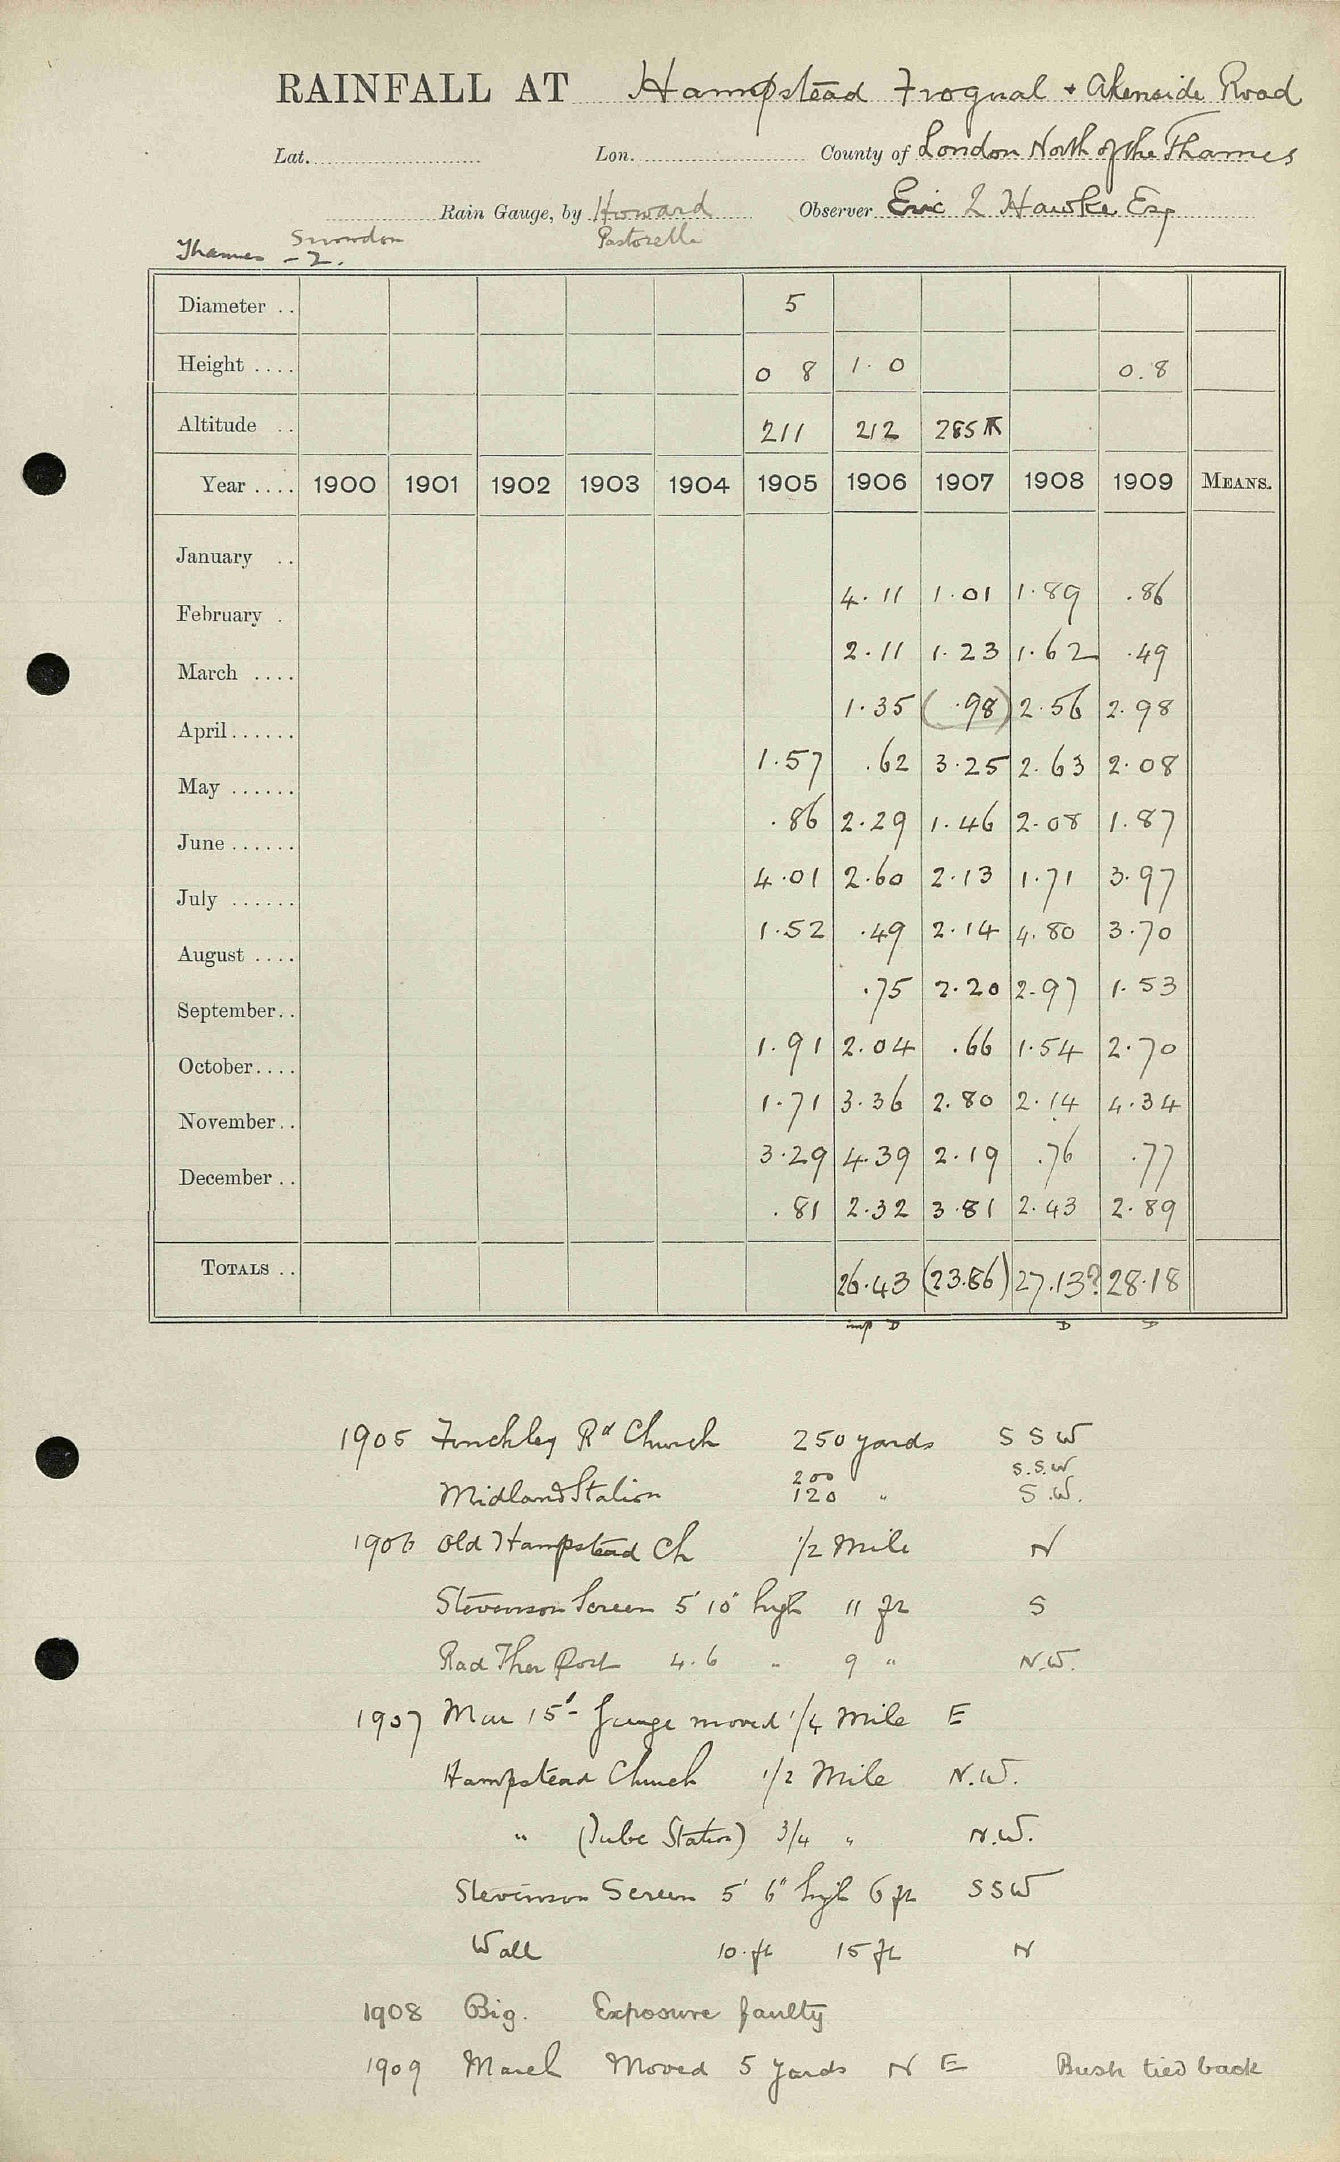 RAINFALL AT Hampstead Frognal + Akenside Road
Lat. Lon. County of London North of the Thames
Rain Gauge, by Howard Observer Eric L Hawke Esq
Snowdon Pastorelli
Thames - 2.
Diameter .. 5
Height .... 0 8 1.0 0.8
Altitude .. 211 212 285
Year .... 1900 1901 1902 1903 1904 1905 1906 1907 1908 1909 MEANS.
January ..
4.11 1.01 1.89 .86
February .
2.11 1.23 1.62 .49
March ....
1.35 (.98) 2.56 2.98
April......
1.57 .62 3.25 2.63 2.08
May ......
.86 2.29 1.46 2.08 1.87
June ......
4.01 2.60 2.13 1.71 3.97
July ......
1.52 .49 2.14 4.80 3.70
August ....
.75 2.20 2.97 1.53
September..
1.91 2.04 .66 1.54 2.70
October....
1.71 3.36 2.80 2.14 4.34
November..
3.29 4.39 2.19 .76 .77
December ..
.81 2.32 3.81 2.43 2.89
TOTALS .. 26.43 (23.86) 27.13? 28.18
imp D D D
1905 Finchley Rd Church 250 yards S S W
200 S.S.W
Midland Station 120 " S.W.
1906 Old Hampstead Ch 1/2 Mile N
Stevenson Screen 5' 10" high 11 ft S
Rad Ther Post 4.6 " 9 " N.W.
1907 Mar 15 - Gauge moved 1/4 Mile E
Hampstead Church 1/2 Mile N.W.
" (Tube Station) 3/4 " N.W.
Stevenson Screen 5' 6" high 6 ft S S W
Wall 10 ft 15 ft N
1908 Big. Exposure faulty
1909 March Moved 5 yards N E Bush tied back